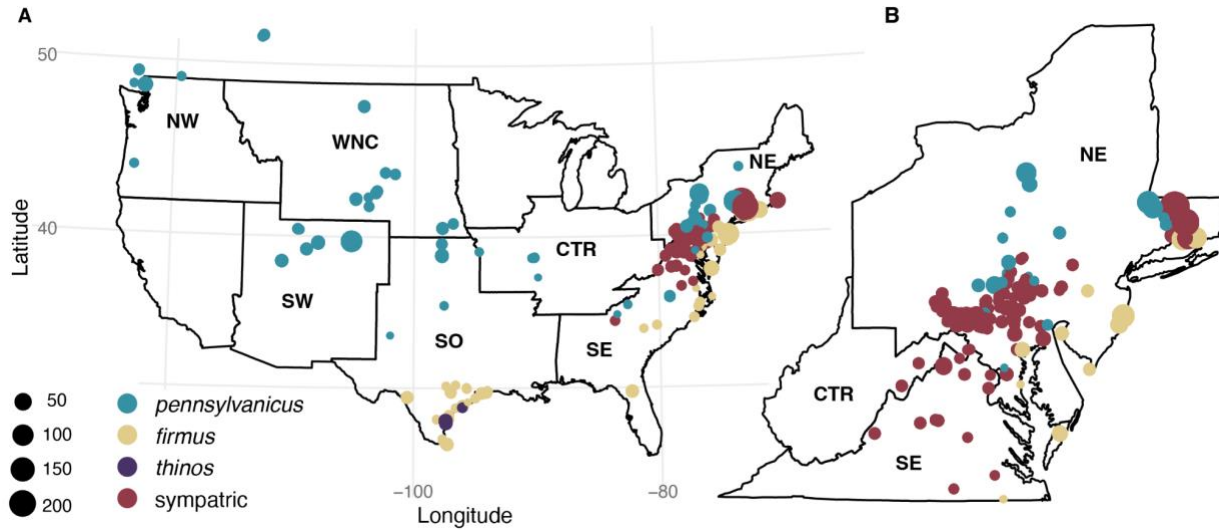 A
B
50
NW
WNC
NE
NE
Latitude
40
CTR
SW
SO
SE
CTR
SE
50
100
150
200
pennsylvanicus
firmus
thinos
sympatric
−100
−80
Longitude